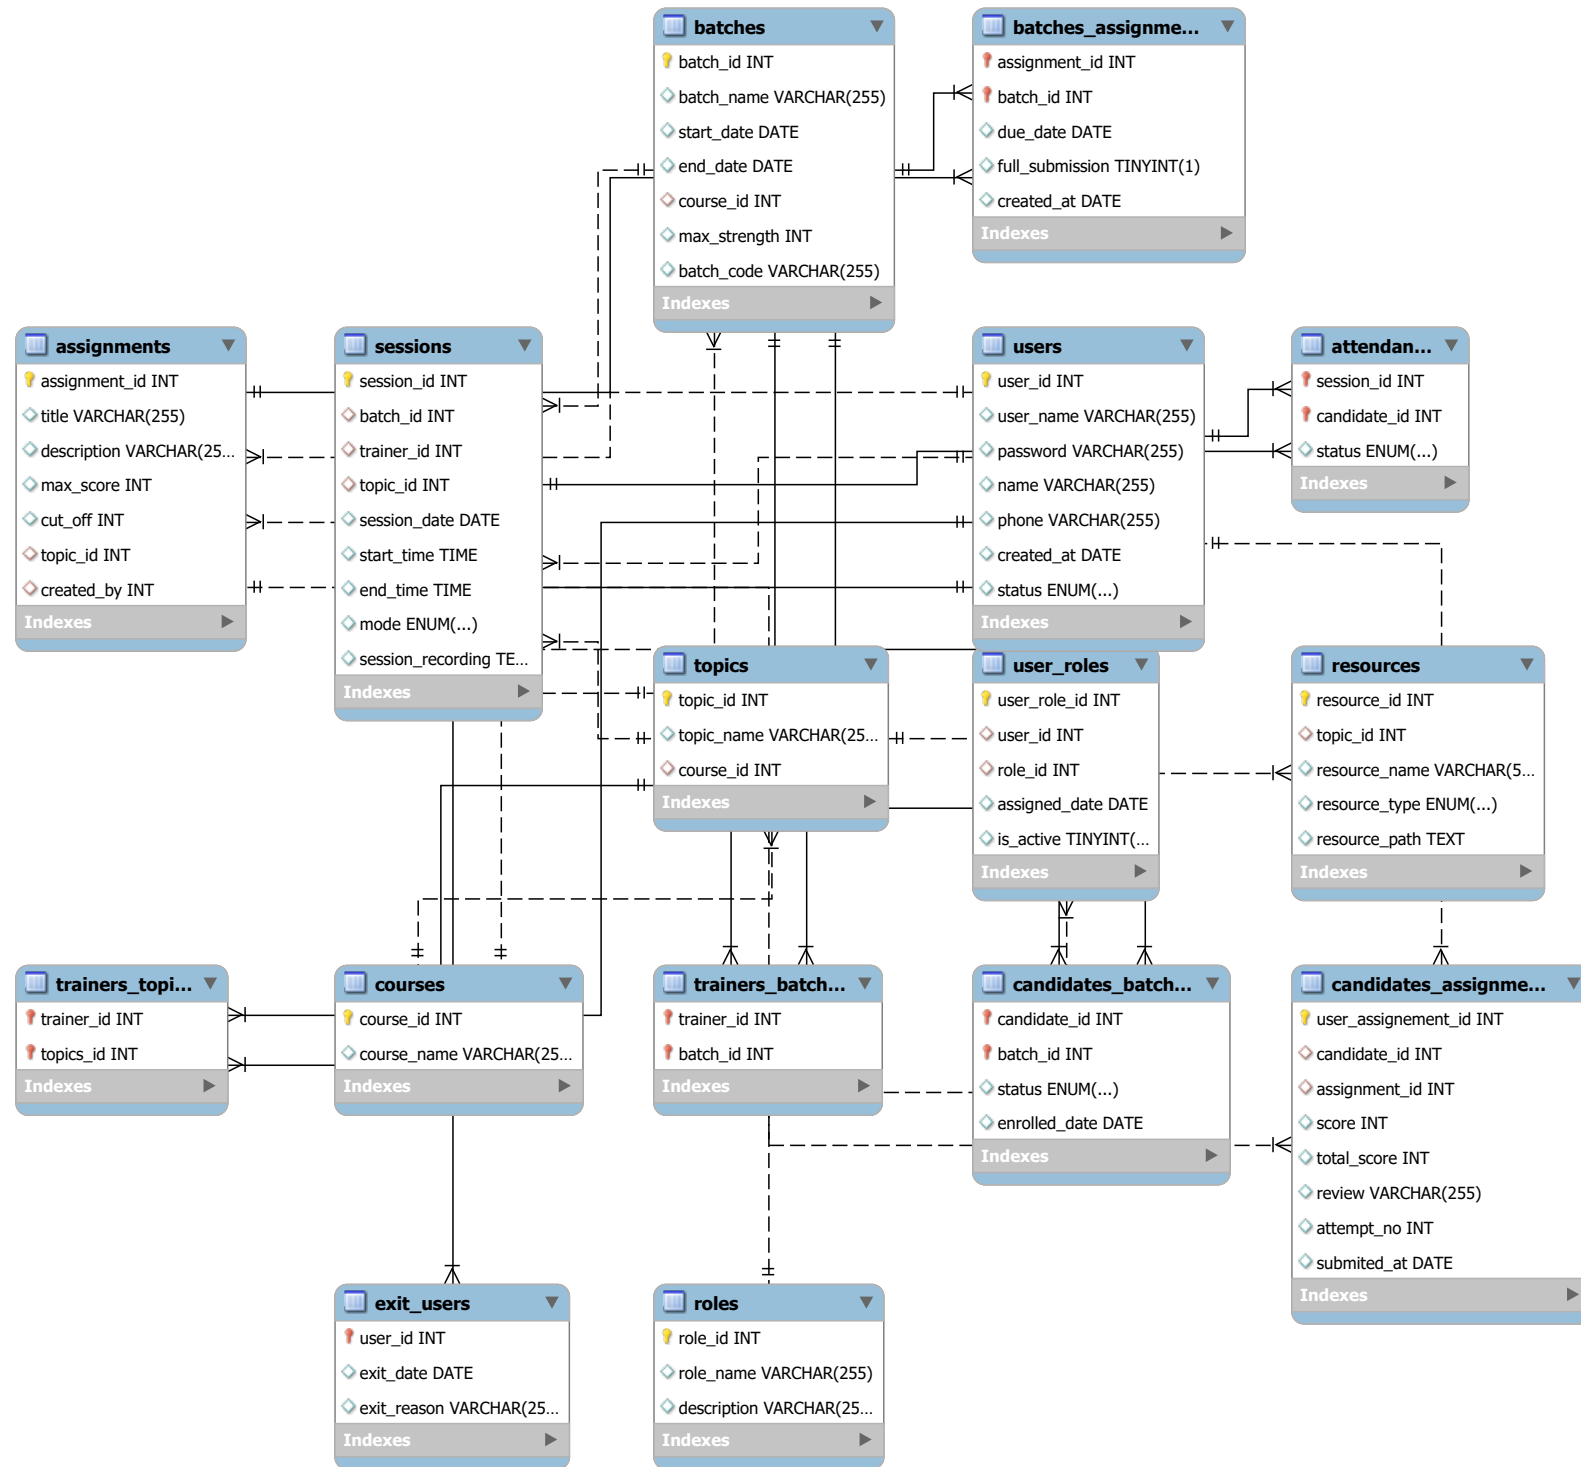 batches
batch_id INT
batch_name VARCHAR(255)
start_date DATE
end_date DATE
course_id INT
max_strength INT
batch_code VARCHAR(255)
Indexes
batches_assignme...
assignment_id INT
batch_id INT
due_date DATE
full_submission TINYINT(1)
created_at DATE
Indexes
assignments
assignment_id INT
title VARCHAR(255)
description VARCHAR(25...
max_score INT
cut_off INT
topic_id INT
created_by INT
Indexes
sessions
session_id INT
batch_id INT
trainer_id INT
topic_id INT
session_date DATE
start_time TIME
end_time TIME
mode ENUM(...)
session_recording TE...
Indexes
users
user_id INT
user_name VARCHAR(255)
password VARCHAR(255)
name VARCHAR(255)
phone VARCHAR(255)
created_at DATE
status ENUM(...)
Indexes
attendan...
session_id INT
candidate_id INT
status ENUM(...)
Indexes
topics
topic_id INT
topic_name VARCHAR(25...
course_id INT
Indexes
user_roles
user_role_id INT
user_id INT
role_id INT
assigned_date DATE
is_active TINYINT(...
Indexes
resources
resource_id INT
topic_id INT
resource_name VARCHAR(5...
resource_type ENUM(...)
resource_path TEXT
Indexes
trainers_topi...
trainer_id INT
topics_id INT
Indexes
courses
course_id INT
course_name VARCHAR(25...
Indexes
trainers_batch...
trainer_id INT
batch_id INT
Indexes
candidates_batch...
candidate_id INT
batch_id INT
status ENUM(...)
enrolled_date DATE
Indexes
candidates_assignme...
user_assignement_id INT
candidate_id INT
assignment_id INT
score INT
total_score INT
review VARCHAR(255)
attempt_no INT
submited_at DATE
Indexes
exit_users
user_id INT
exit_date DATE
exit_reason VARCHAR(25...
Indexes
roles
role_id INT
role_name VARCHAR(255)
description VARCHAR(25...
Indexes